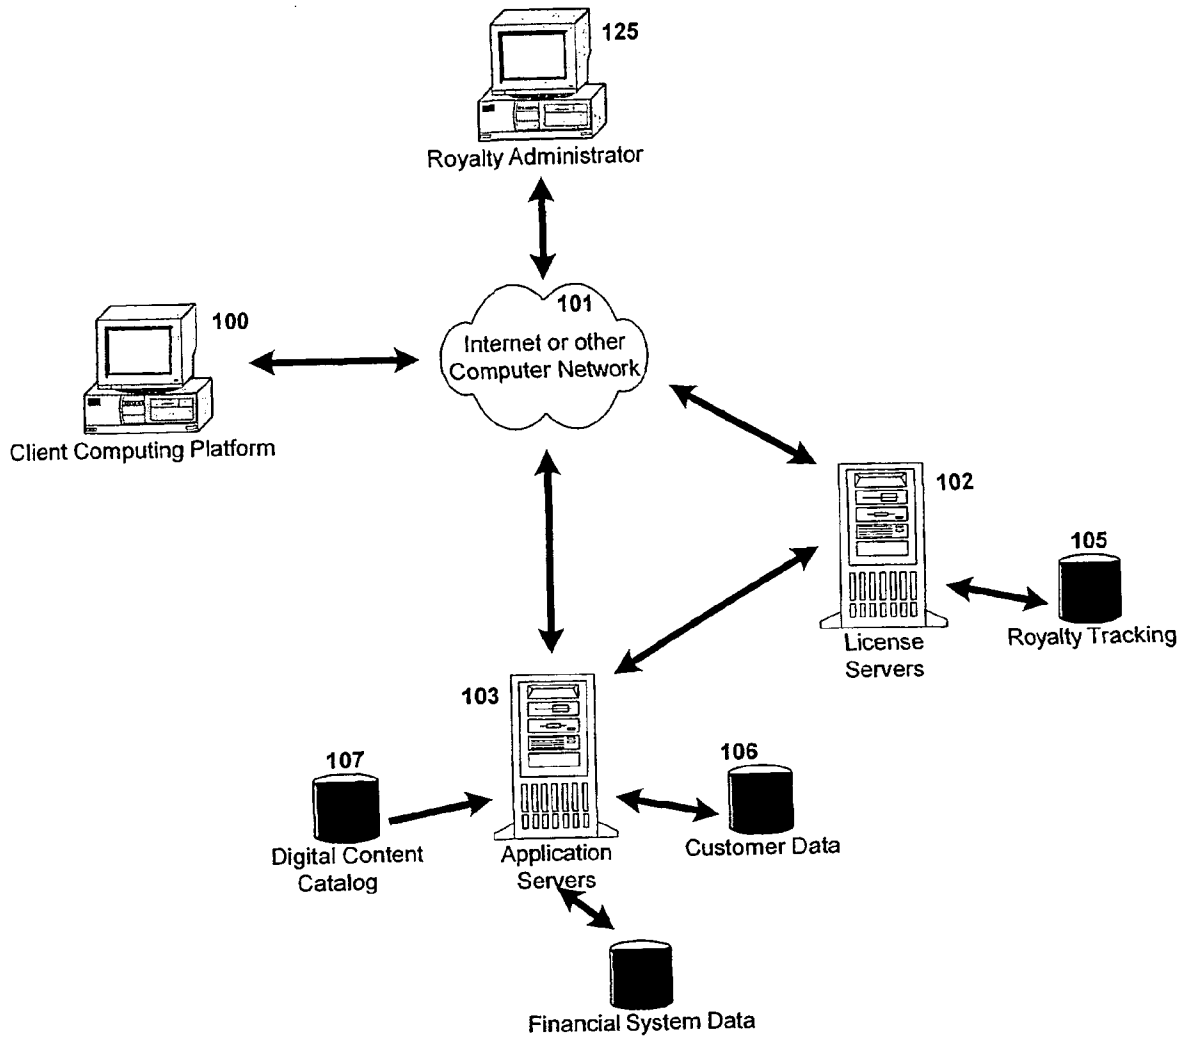 125
Royalty Administrator
101
Internet or other
Computer Network
100
Client Computing Platform
102
License
Servers
105
Royalty Tracking
103
Application
Servers
107
Digital Content
Catalog
106
Customer Data
Financial System Data